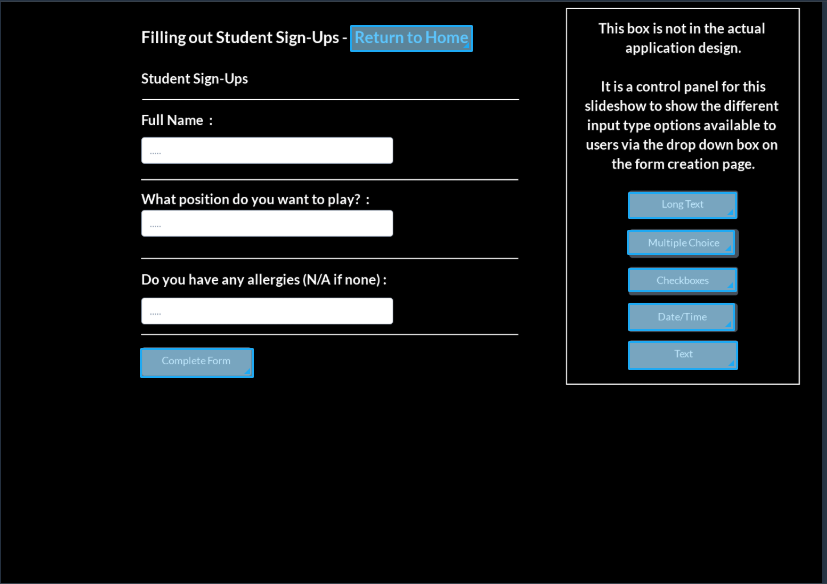 Filling out Student Sign-Ups - Return to Home
Student Sign-Ups
Full Name :
.....
What position do you want to play? :
.....
Do you have any allergies (N/A if none) :
.....
Complete Form
This box is not in the actual
application design.
It is a control panel for this
slideshow to show the different
input type options available to
users via the drop down box on
the form creation page.
Long Text
Multiple Choice
Checkboxes
Date/Time
Text